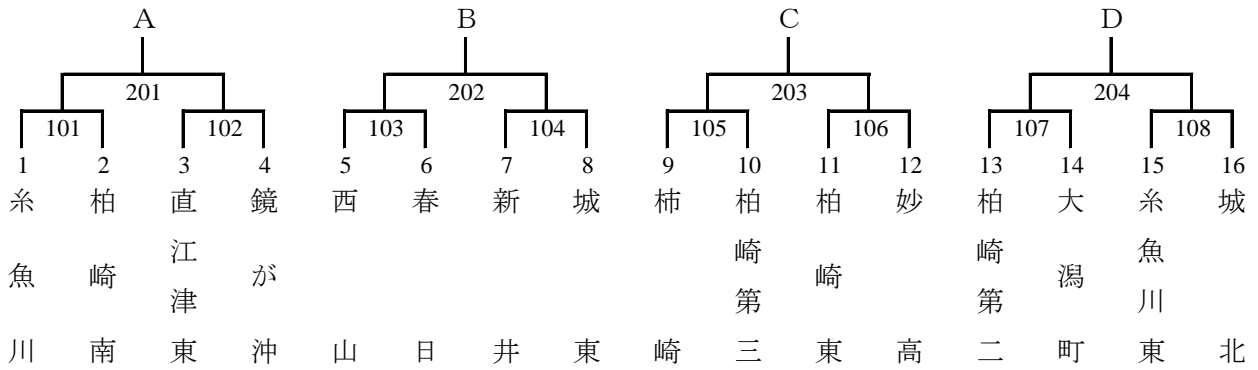 A B C D
201 202 203 204
101 102 103 104 105 106 107 108
1 2 3 4 5 6 7 8 9 10 11 12 13 14 15 16
糸魚川
柏崎南
直江津東
鏡が沖
西山
春日
新井
城東
柿崎
柏崎第三
柏崎東
妙高
柏崎第二
大潟町
糸魚川東
城北